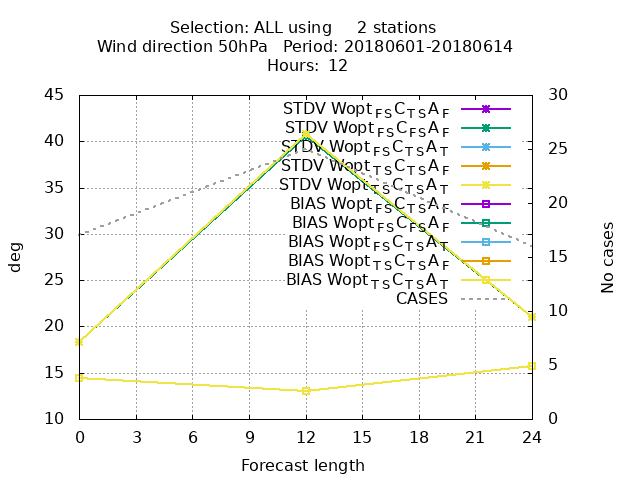 Selection: ALL using     2 stations
Wind direction 50hPa   Period: 20180601-20180614
Hours: 12
45 30
STDV Wopt_FS C_TS A_F
STDV Wopt_FS C_FS A_F
40 25
STDV Wopt_FS C_TS A_T
STDV Wopt_TS C_TS A_F
35
STDV Wopt_TS C_TS A_T
BIAS Wopt_FS C_TS A_F
20
BIAS Wopt_FS C_FS A_F
30
BIAS Wopt_FS C_TS A_T
15
BIAS Wopt_TS C_TS A_F
25
BIAS Wopt_TS C_TS A_T
CASES
10
20
15 5
10 0
0 3 6 9 12 15 18 21 24
deg
No cases
Forecast length